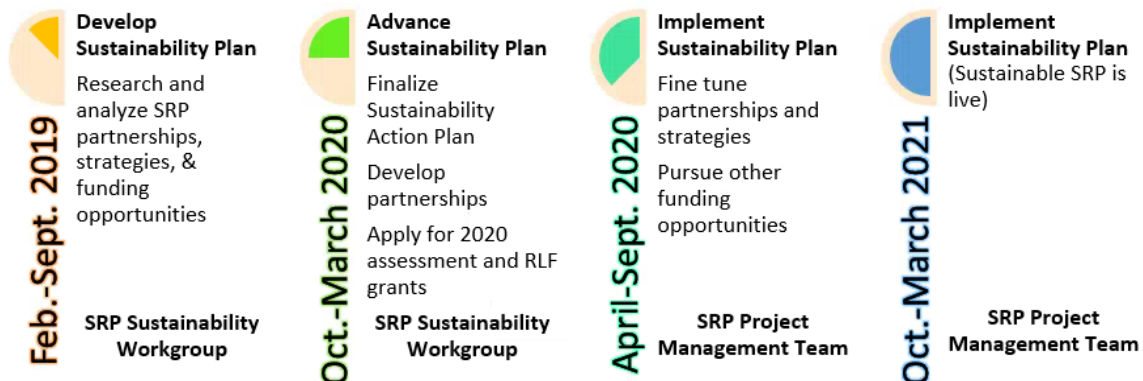 Feb.-Sept. 2019
Develop
Sustainability Plan
Research and
analyze SRP
partnerships,
strategies, &
funding
opportunities
SRP Sustainability
Workgroup
Oct.-March 2020
Advance
Sustainability Plan
Finalize
Sustainability
Action Plan
Develop
partnerships
Apply for 2020
assessment and RLF
grants
SRP Sustainability
Workgroup
April-Sept. 2020
Implement
Sustainability Plan
Fine tune
partnerships and
strategies
Pursue other
funding
opportunities
SRP Project
Management Team
Oct.-March 2021
Implement
Sustainability Plan
(Sustainable SRP is
live)
SRP Project
Management Team